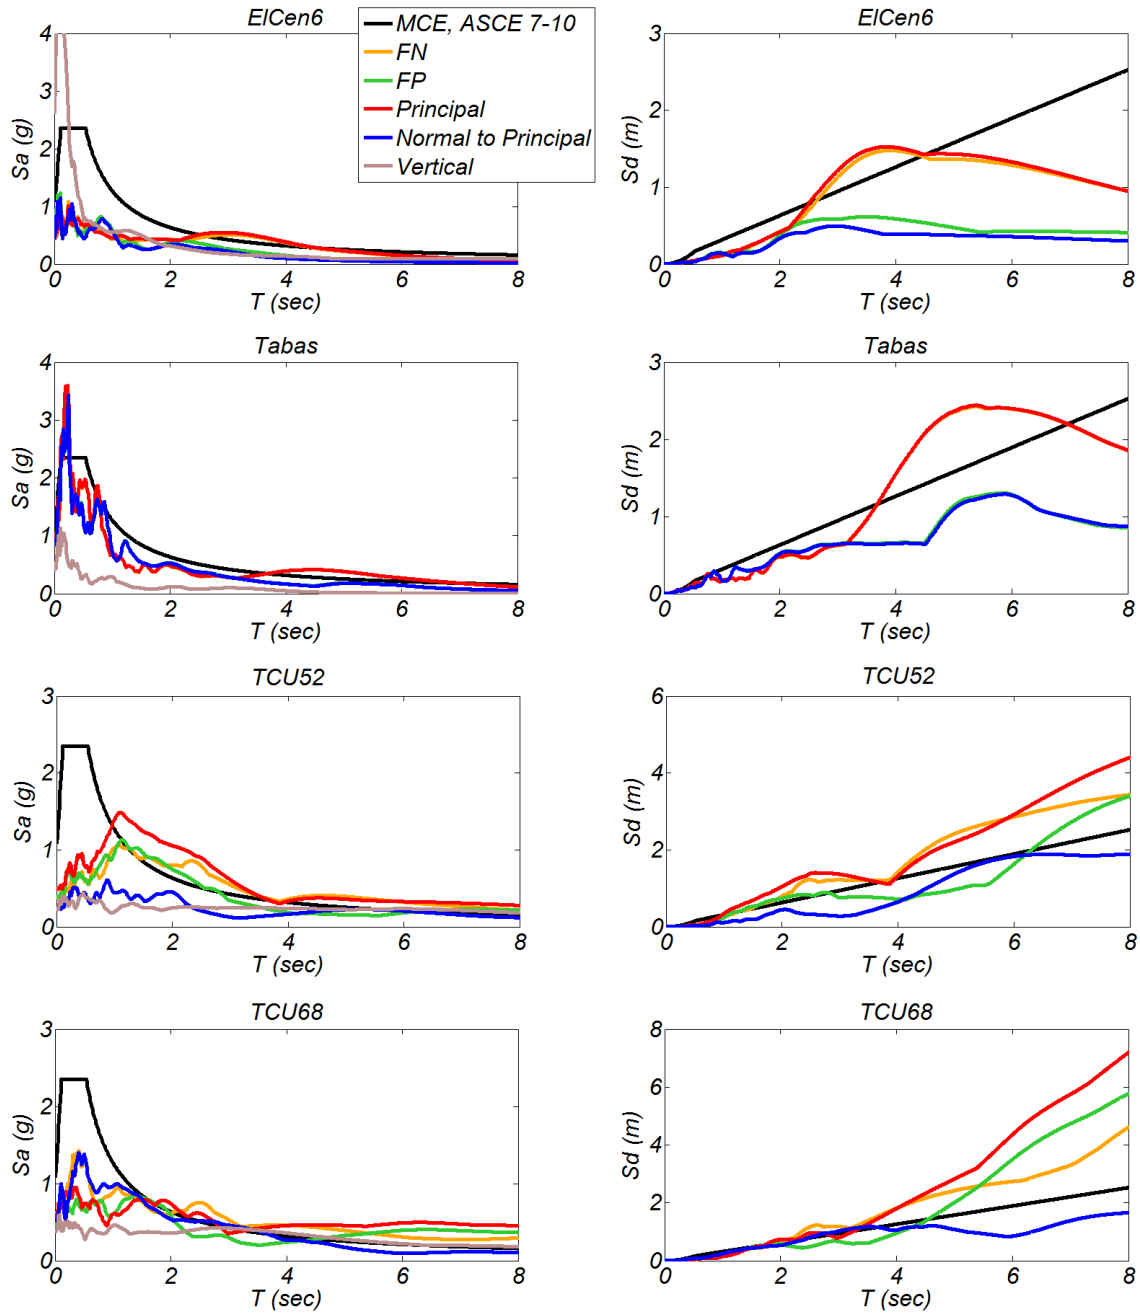 ElCen6
4
3
2
1
0
Sa (g)
0 2 4 6 8
T (sec)
MCE, ASCE 7-10
FN
FP
Principal
Normal to Principal
Vertical
ElCen6
3
2
1
0
Sd (m)
0 2 4 6 8
T (sec)
Tabas
4
3
2
1
0
Sa (g)
0 2 4 6 8
T (sec)
Tabas
3
2
1
0
Sd (m)
0 2 4 6 8
T (sec)
TCU52
3
2
1
0
Sa (g)
0 2 4 6 8
T (sec)
TCU52
6
4
2
0
Sd (m)
0 2 4 6 8
T (sec)
TCU68
3
2
1
0
Sa (g)
0 2 4 6 8
T (sec)
TCU68
8
6
4
2
0
Sd (m)
0 2 4 6 8
T (sec)